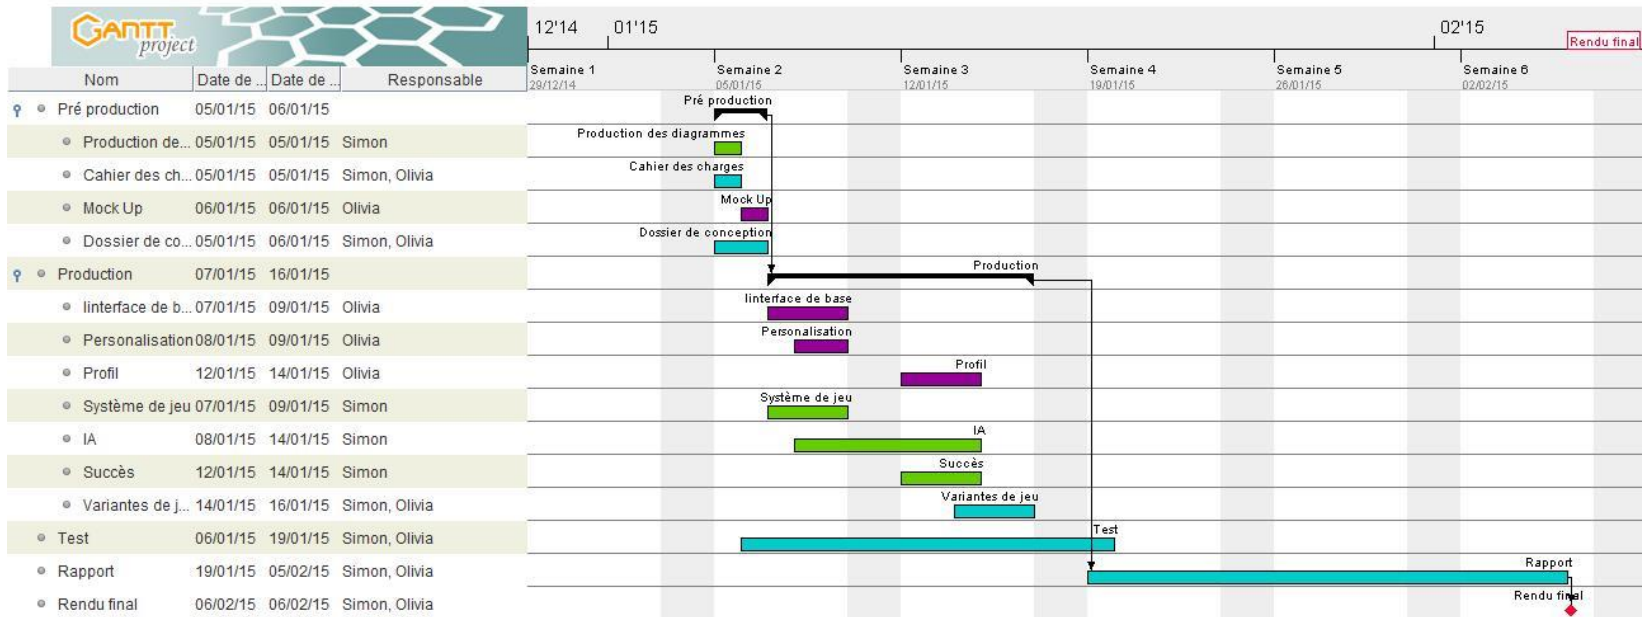 GANTT project
12'14 01'15 02'15
Rendu final
Nom Date de ... Date de ... Responsable
Semaine 1 Semaine 2 Semaine 3 Semaine 4 Semaine 5 Semaine 6
29/12/14 05/01/15 12/01/15 19/01/15 26/01/15 02/02/15
Pré production 05/01/15 06/01/15 Pré production
Production de... 05/01/15 05/01/15 Simon Production des diagrammes
Cahier des ch... 05/01/15 05/01/15 Simon, Olivia Cahier des charges
Mock Up 06/01/15 06/01/15 Olivia Mock Up
Dossier de co... 05/01/15 06/01/15 Simon, Olivia Dossier de conception
Production 07/01/15 16/01/15 Production
Iinterface de b... 07/01/15 09/01/15 Olivia Iinterface de base
Personalisation 08/01/15 09/01/15 Olivia Personalisation
Profil 12/01/15 14/01/15 Olivia Profil
Système de jeu 07/01/15 09/01/15 Simon Système de jeu
IA 08/01/15 14/01/15 Simon IA
Succès 12/01/15 14/01/15 Simon Succès
Variantes de j... 14/01/15 16/01/15 Simon, Olivia Variantes de jeu
Test 06/01/15 19/01/15 Simon, Olivia Test
Rapport 19/01/15 05/02/15 Simon, Olivia Rapport
Rendu final 06/02/15 06/02/15 Simon, Olivia Rendu final